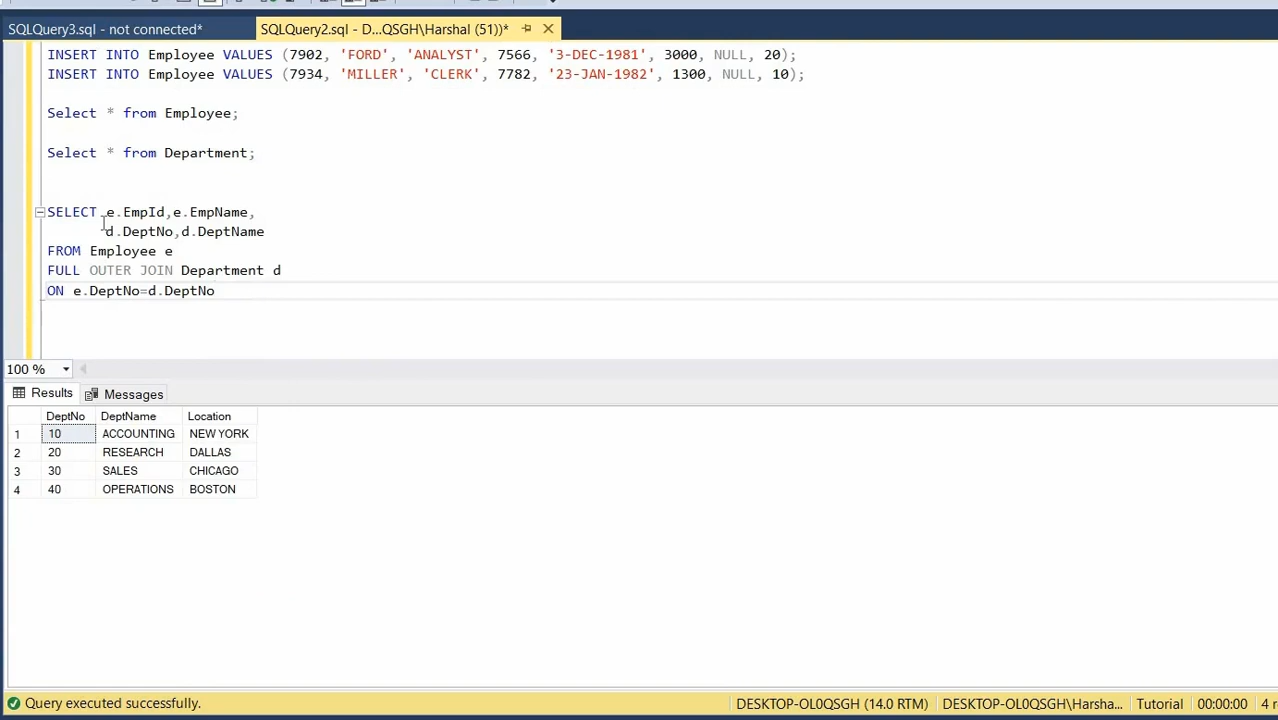 SQLQuery3.sql - not connected*
SQLQuery2.sql - D...QSGH\Harshal (51))*
INSERT INTO Employee VALUES (7902, 'FORD', 'ANALYST', 7566, '3-DEC-1981', 3000, NULL, 20);
INSERT INTO Employee VALUES (7934, 'MILLER', 'CLERK', 7782, '23-JAN-1982', 1300, NULL, 10);
Select * from Employee;
Select * from Department;
SELECT e.EmpId,e.EmpName,
d.DeptNo,d.DeptName
FROM Employee e
FULL OUTER JOIN Department d
ON e.DeptNo=d.DeptNo
100 %
Results Messages
DeptNo DeptName Location
1 10 ACCOUNTING NEW YORK
2 20 RESEARCH DALLAS
3 30 SALES CHICAGO
4 40 OPERATIONS BOSTON
Query executed successfully. DESKTOP-OL0QSGH (14.0 RTM) DESKTOP-OL0QSGH\Harsha... Tutorial 00:00:00 4